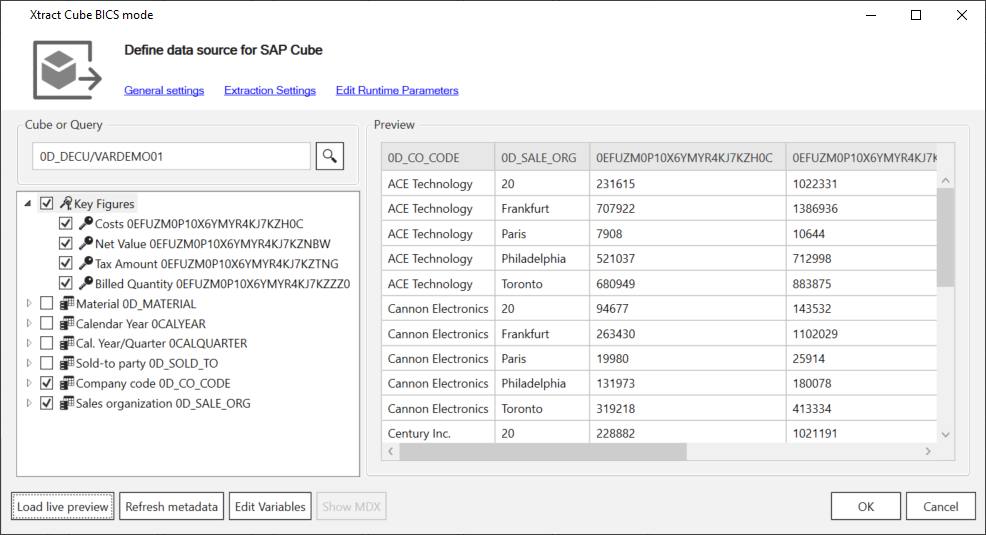 Xtract Cube BICS mode
Define data source for SAP Cube
General settings Extraction Settings Edit Runtime Parameters
Cube or Query
0D_DECU/VARDEMO01
Key Figures
Costs 0EFUZM0P10X6YMYR4KJ7KZH0C
Net Value 0EFUZM0P10X6YMYR4KJ7KZNBW
Tax Amount 0EFUZM0P10X6YMYR4KJ7KZTNG
Billed Quantity 0EFUZM0P10X6YMYR4KJ7KZZZ0
Material 0D_MATERIAL
Calendar Year 0CALYEAR
Cal. Year/Quarter 0CALQUARTER
Sold-to party 0D_SOLD_TO
Company code 0D_CO_CODE
Sales organization 0D_SALE_ORG
Preview
0D_CO_CODE 0D_SALE_ORG 0EFUZM0P10X6YMYR4KJ7KZH0C 0EFUZM0P10X6YMYR4KJ7K
ACE Technology 20 231615 1022331
ACE Technology Frankfurt 707922 1386936
ACE Technology Paris 7908 10644
ACE Technology Philadelphia 521037 712998
ACE Technology Toronto 680949 883875
Cannon Electronics 20 94677 143532
Cannon Electronics Frankfurt 263430 1102029
Cannon Electronics Paris 19980 25914
Cannon Electronics Philadelphia 131973 180078
Cannon Electronics Toronto 319218 413334
Century Inc. 20 228882 1021191
Load live preview Refresh metadata Edit Variables Show MDX OK Cancel